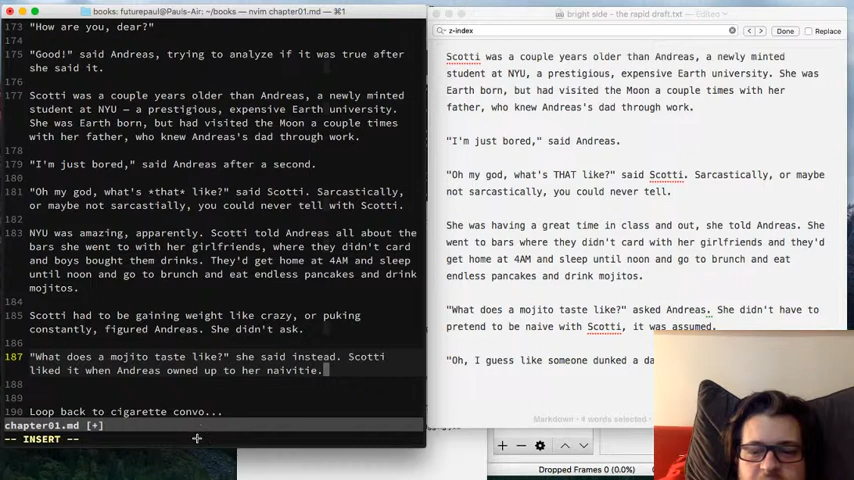 books: futurepaul@Pauls-Air: ~/books — nvim chapter01.md — ⌘1
173 "How are you, dear?"
174
175 "Good!" said Andreas, trying to analyze if it was true after
she said it.
176
177 Scotti was a couple years older than Andreas, a newly minted
student at NYU — a prestigious, expensive Earth university.
She was Earth born, but had visited the Moon a couple times
with her father, who knew Andreas's dad through work.
178
179 "I'm just bored," said Andreas after a second.
180
181 "Oh my god, what's *that* like?" said Scotti. Sarcastically,
or maybe not sarcastially, you could never tell with Scotti.
182
183 NYU was amazing, apparently. Scotti told Andreas all about the
bars she went to with her girlfriends, where they didn't card
and boys bought them drinks. They'd get home at 4AM and sleep
until noon and go to brunch and eat endless pancakes and drink
mojitos.
184
185 Scotti had to be gaining weight like crazy, or puking
constantly, figured Andreas. She didn't ask.
186
187 "What does a mojito taste like?" she said instead. Scotti
liked it when Andreas owned up to her naivitie.
188
189
190 Loop back to cigarette convo...
chapter01.md [+]
-- INSERT --
bright side - the rapid draft.txt — Edited
z-index
Done
Replace
Scotti was a couple years older than Andreas, a newly minted
student at NYU, a prestigious, expensive Earth university. She was
Earth born, but had visited the Moon a couple times with her
father, who knew Andreas's dad through work.
"I'm just bored," said Andreas.
"Oh my god, what's THAT like?" said Scotti. Sarcastically, or maybe
not sarcastically, you could never tell.
She was having a great time in class and out, she told Andreas. She
went to bars where they didn't card with her girlfriends and they'd
get home at 4AM and sleep until noon and go to brunch and eat
endless pancakes and drink mojitos.
"What does a mojito taste like?" asked Andreas. She didn't have to
pretend to be naive with Scotti, it was assumed.
"Oh, I guess like someone dunked a
Markdown - 4 words selected
Dropped Frames 0 (0.0%)